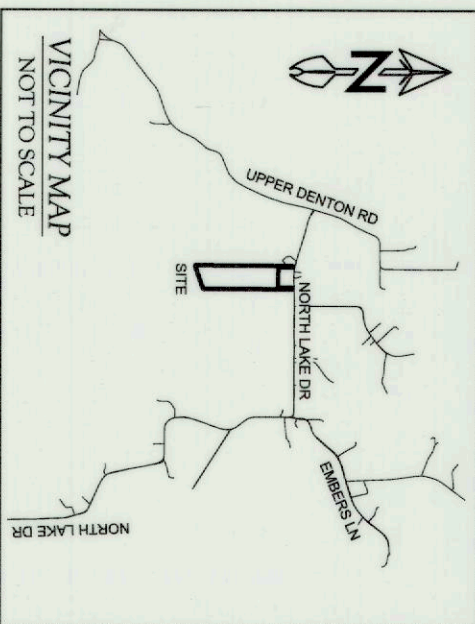 N
UPPER DENTON RD
NORTH LAKE DR
SITE
EMBERS LN
NORTH LAKE DR
VICINITY MAP
NOT TO SCALE